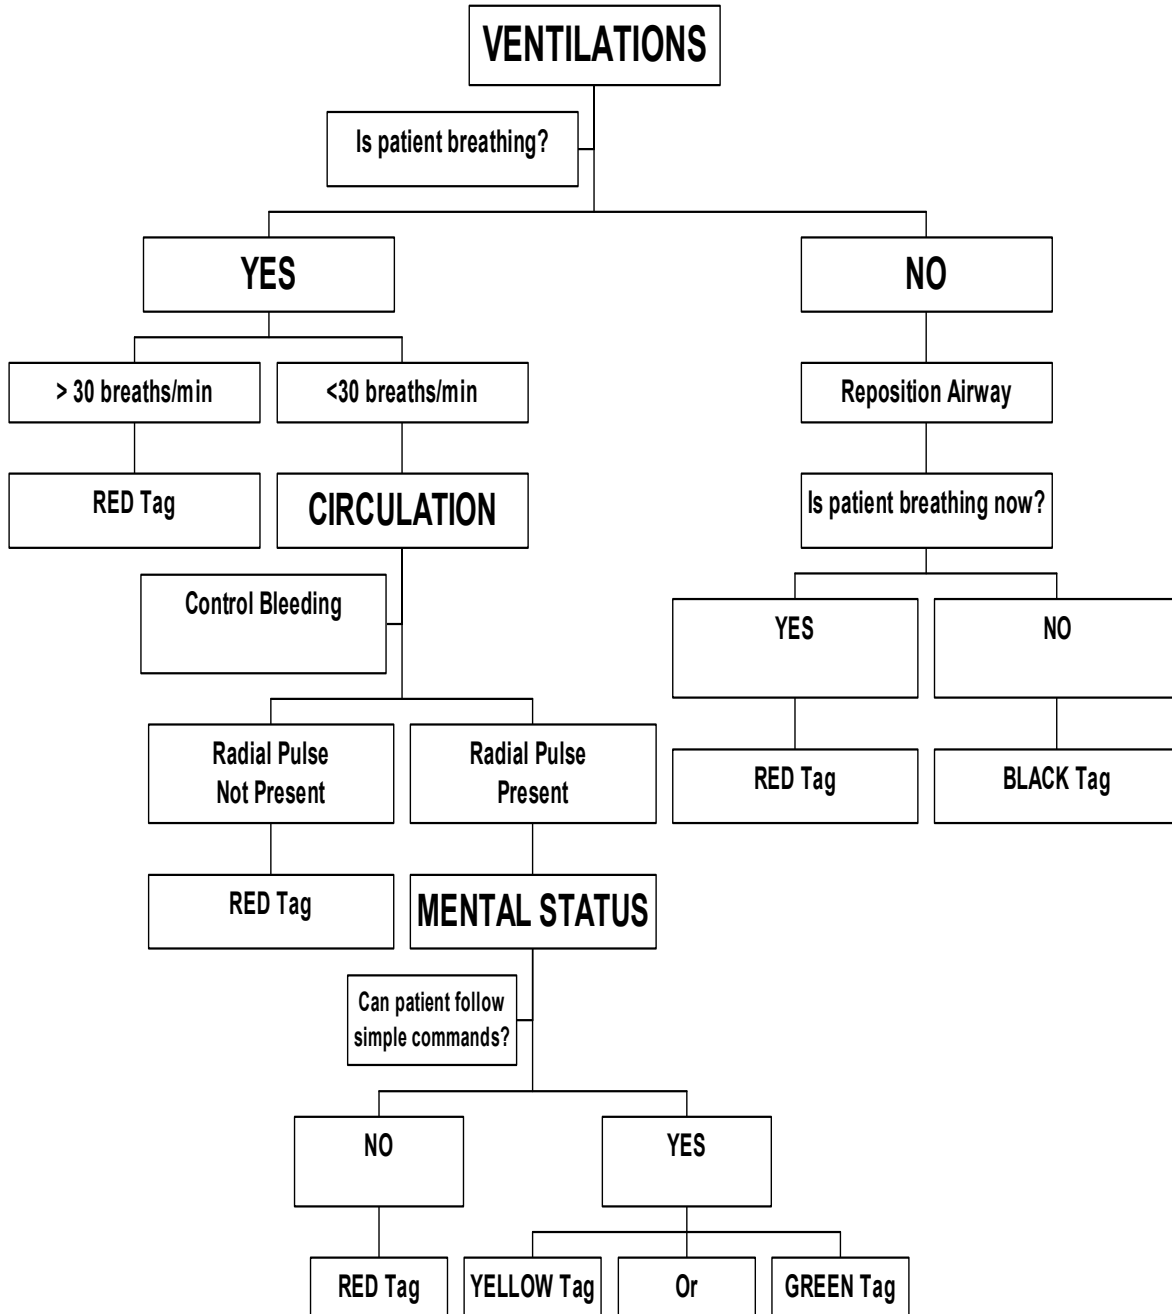 VENTILATIONS
Is patient breathing?
YES
NO
> 30 breaths/min
<30 breaths/min
Reposition Airway
RED Tag
CIRCULATION
Is patient breathing now?
Control Bleeding
YES
NO
Radial Pulse
Not Present
Radial Pulse
Present
RED Tag
BLACK Tag
RED Tag
MENTAL STATUS
Can patient follow
simple commands?
NO
YES
RED Tag
YELLOW Tag
Or
GREEN Tag